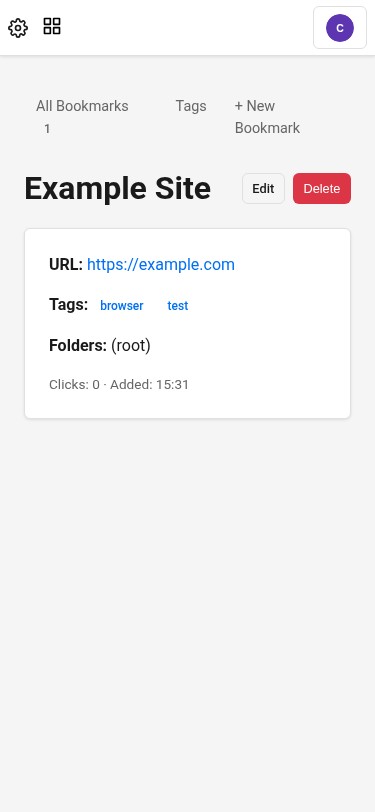 C
All Bookmarks
1
Tags
+ New
Bookmark
Example Site
Edit
Delete
URL: https://example.com
Tags: browser test
Folders: (root)
Clicks: 0 · Added: 15:31